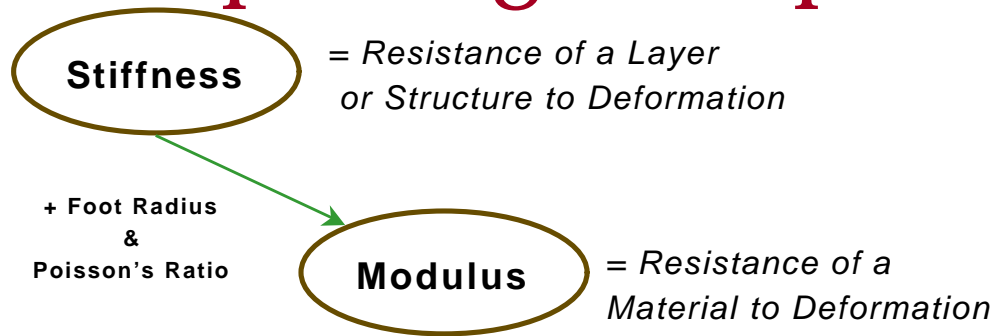 Stiffness
= Resistance of a Layer
or Structure to Deformation
+ Foot Radius
&
Poisson's Ratio
Modulus
= Resistance of a
Material to Deformation